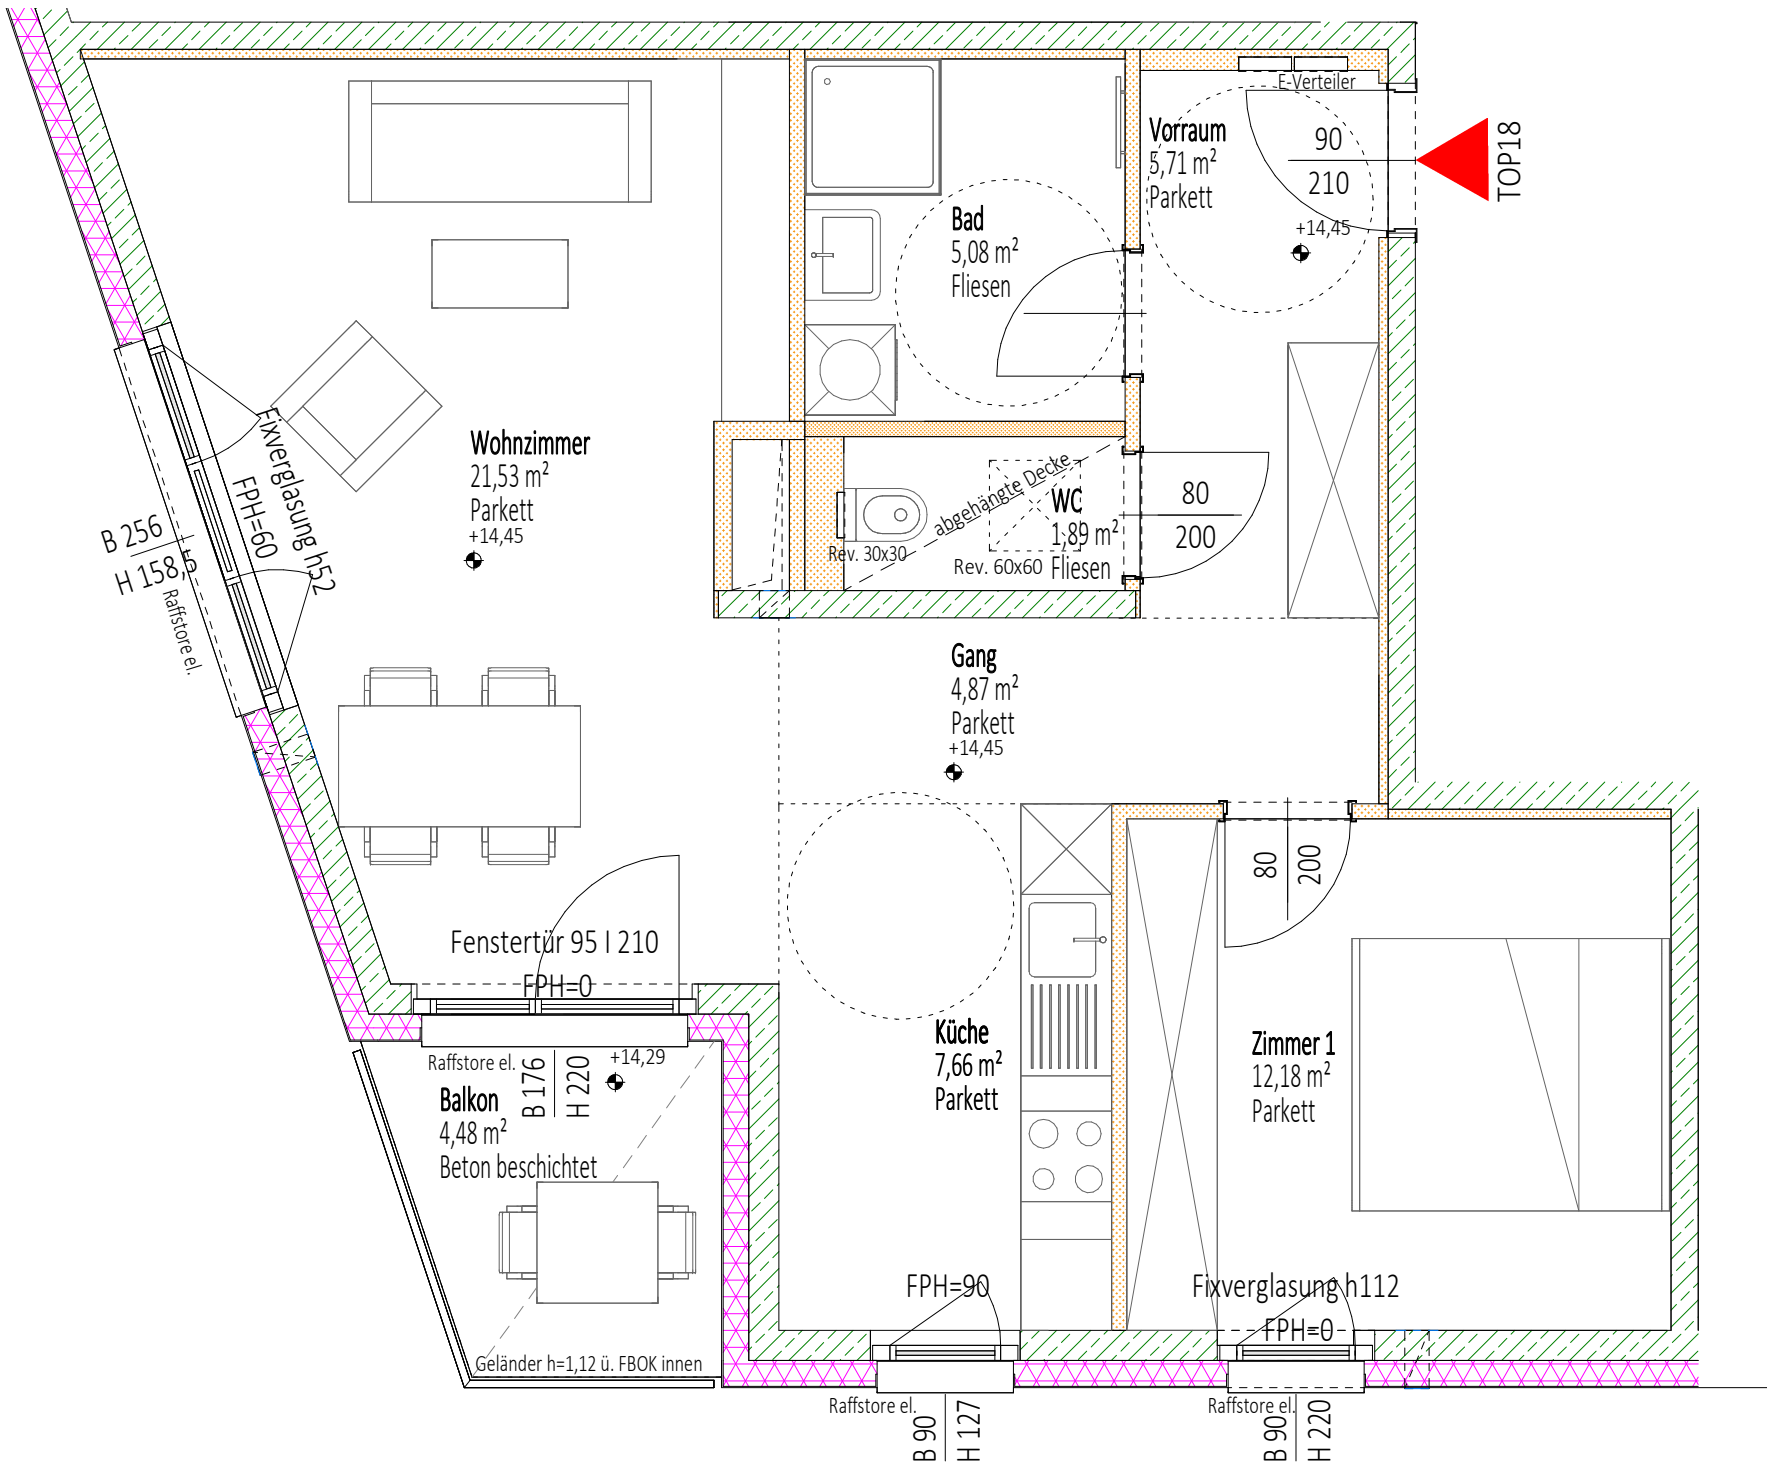 E-Verteiler
Vorraum
5,71 m²
Parkett
90
210
+14,45
TOP18
Bad
5,08 m²
Fliesen
Wohnzimmer
21,53 m²
Parkett
+14,45
Fixverglasung h52
FPH=60
B 256
H 158,5
Raffstore el.
abgehängte Decke
WC
1,89 m²
Fliesen
Rev. 30x30
Rev. 60x60
80
200
Gang
4,87 m²
Parkett
+14,45
80
200
Fenstertür 95 I 210
FPH=0
Raffstore el.
B 176
H 220
+14,29
Balkon
4,48 m²
Beton beschichtet
Geländer h=1,12 ü. FBOK innen
Küche
7,66 m²
Parkett
Zimmer 1
12,18 m²
Parkett
FPH=90
Fixverglasung h112
FPH=0
Raffstore el.
B 90
H 127
Raffstore el.
B 90
H 220